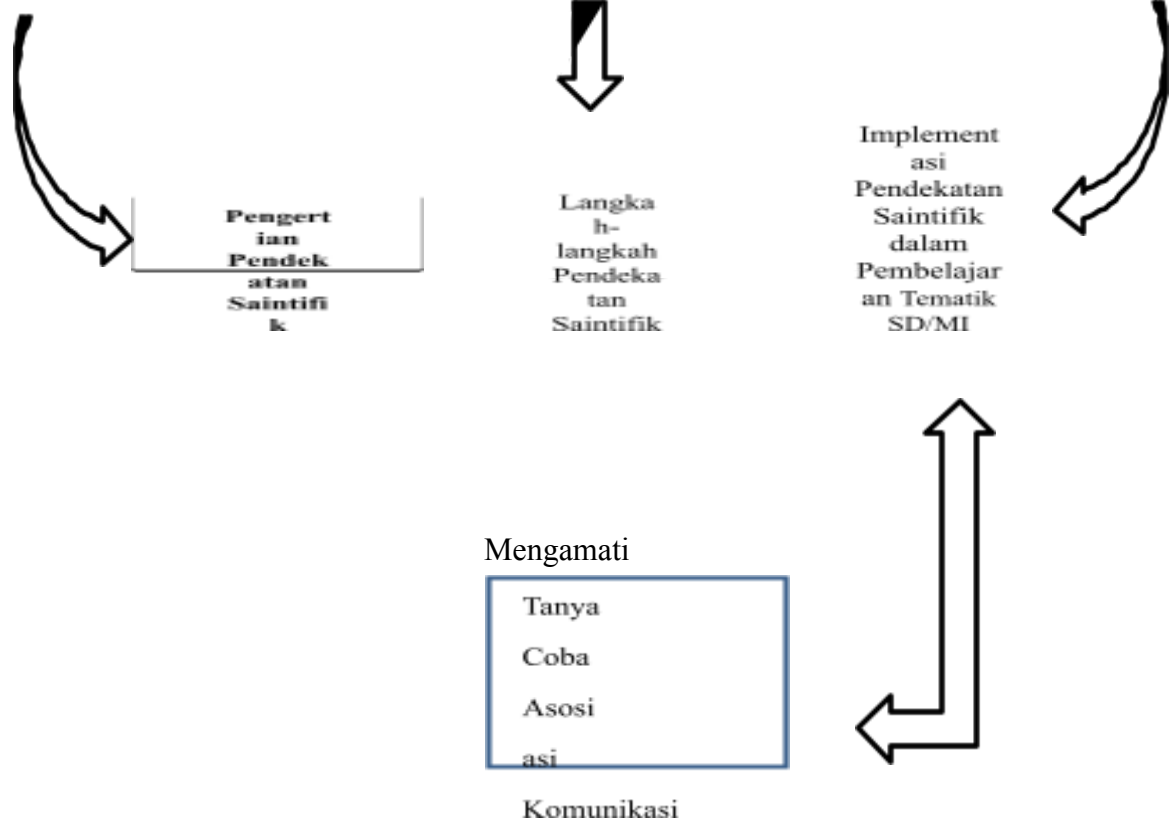 Pengert
ian
Pendek
atan
Saintifi
k
Langka
h-
langkah
Pendeka
tan
Saintifik
Implement
asi
Pendekatan
Saintifik
dalam
Pembelajar
an Tematik
SD/MI
Mengamati
Tanya
Coba
Asosi
asi
Komunikasi